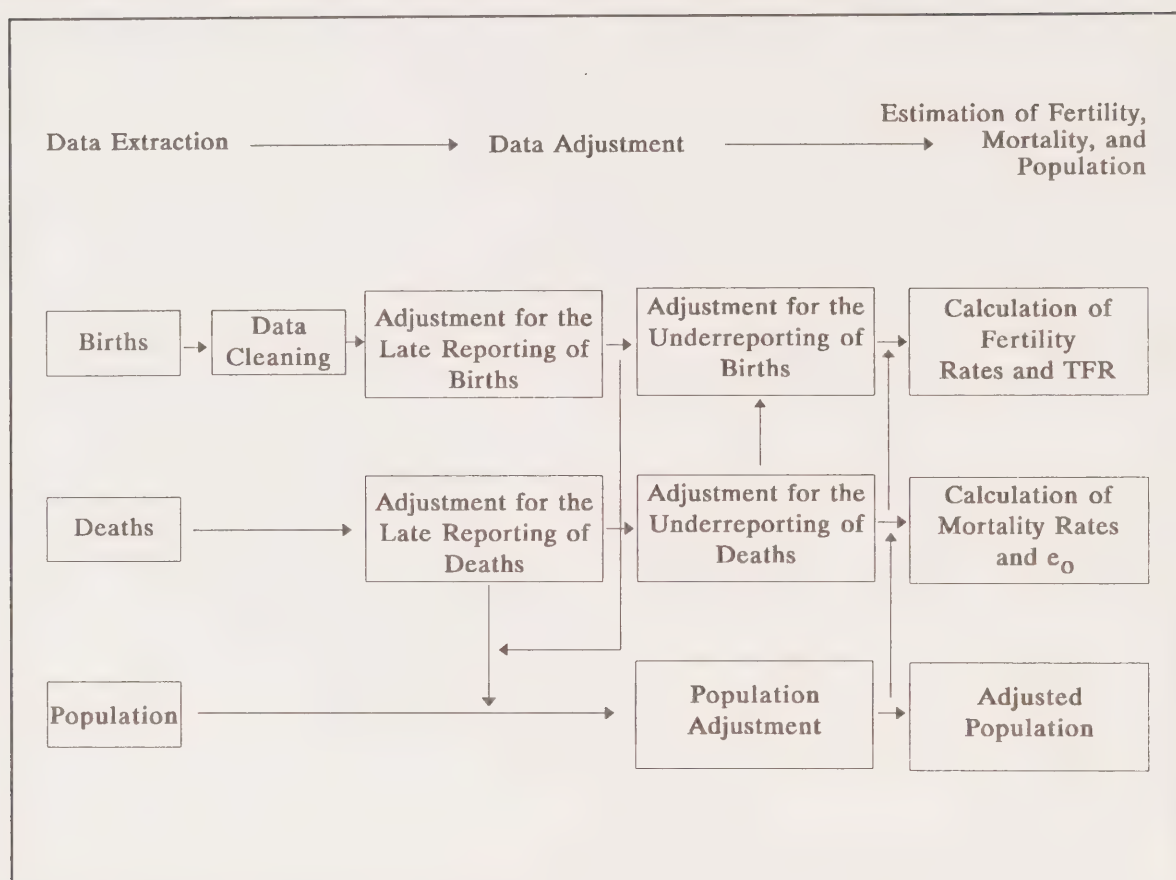 Data Extraction
Data Adjustment
Estimation of Fertility,
Mortality, and
Population
Births
Data
Cleaning
Adjustment for the
Late Reporting of
Births
Adjustment for the
Underreporting of
Births
Calculation of
Fertility
Rates and TFR
Deaths
Adjustment for the
Late Reporting of
Deaths
Adjustment for the
Underreporting of
Deaths
Calculation of
Mortality Rates
and e₀
Population
Population
Adjustment
Adjusted
Population